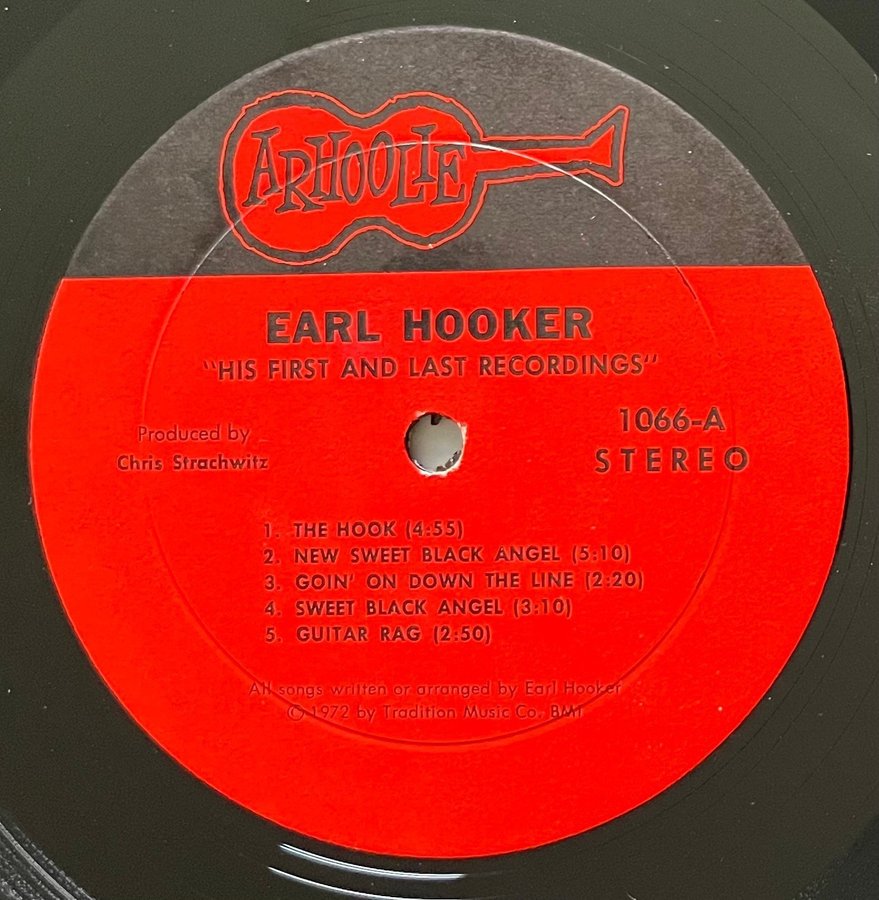 ARHOOLIE
EARL HOOKER
"HIS FIRST AND LAST RECORDINGS"
Produced by
Chris Strachwitz
1066-A
STEREO
1. THE HOOK (4:55)
2. NEW SWEET BLACK ANGEL (5:10)
3. GOIN' ON DOWN THE LINE (2:20)
4. SWEET BLACK ANGEL (3:10)
5. GUITAR RAG (2:50)
All songs written or arranged by Earl Hooker
© 1972 by Tradition Music Co. BMI